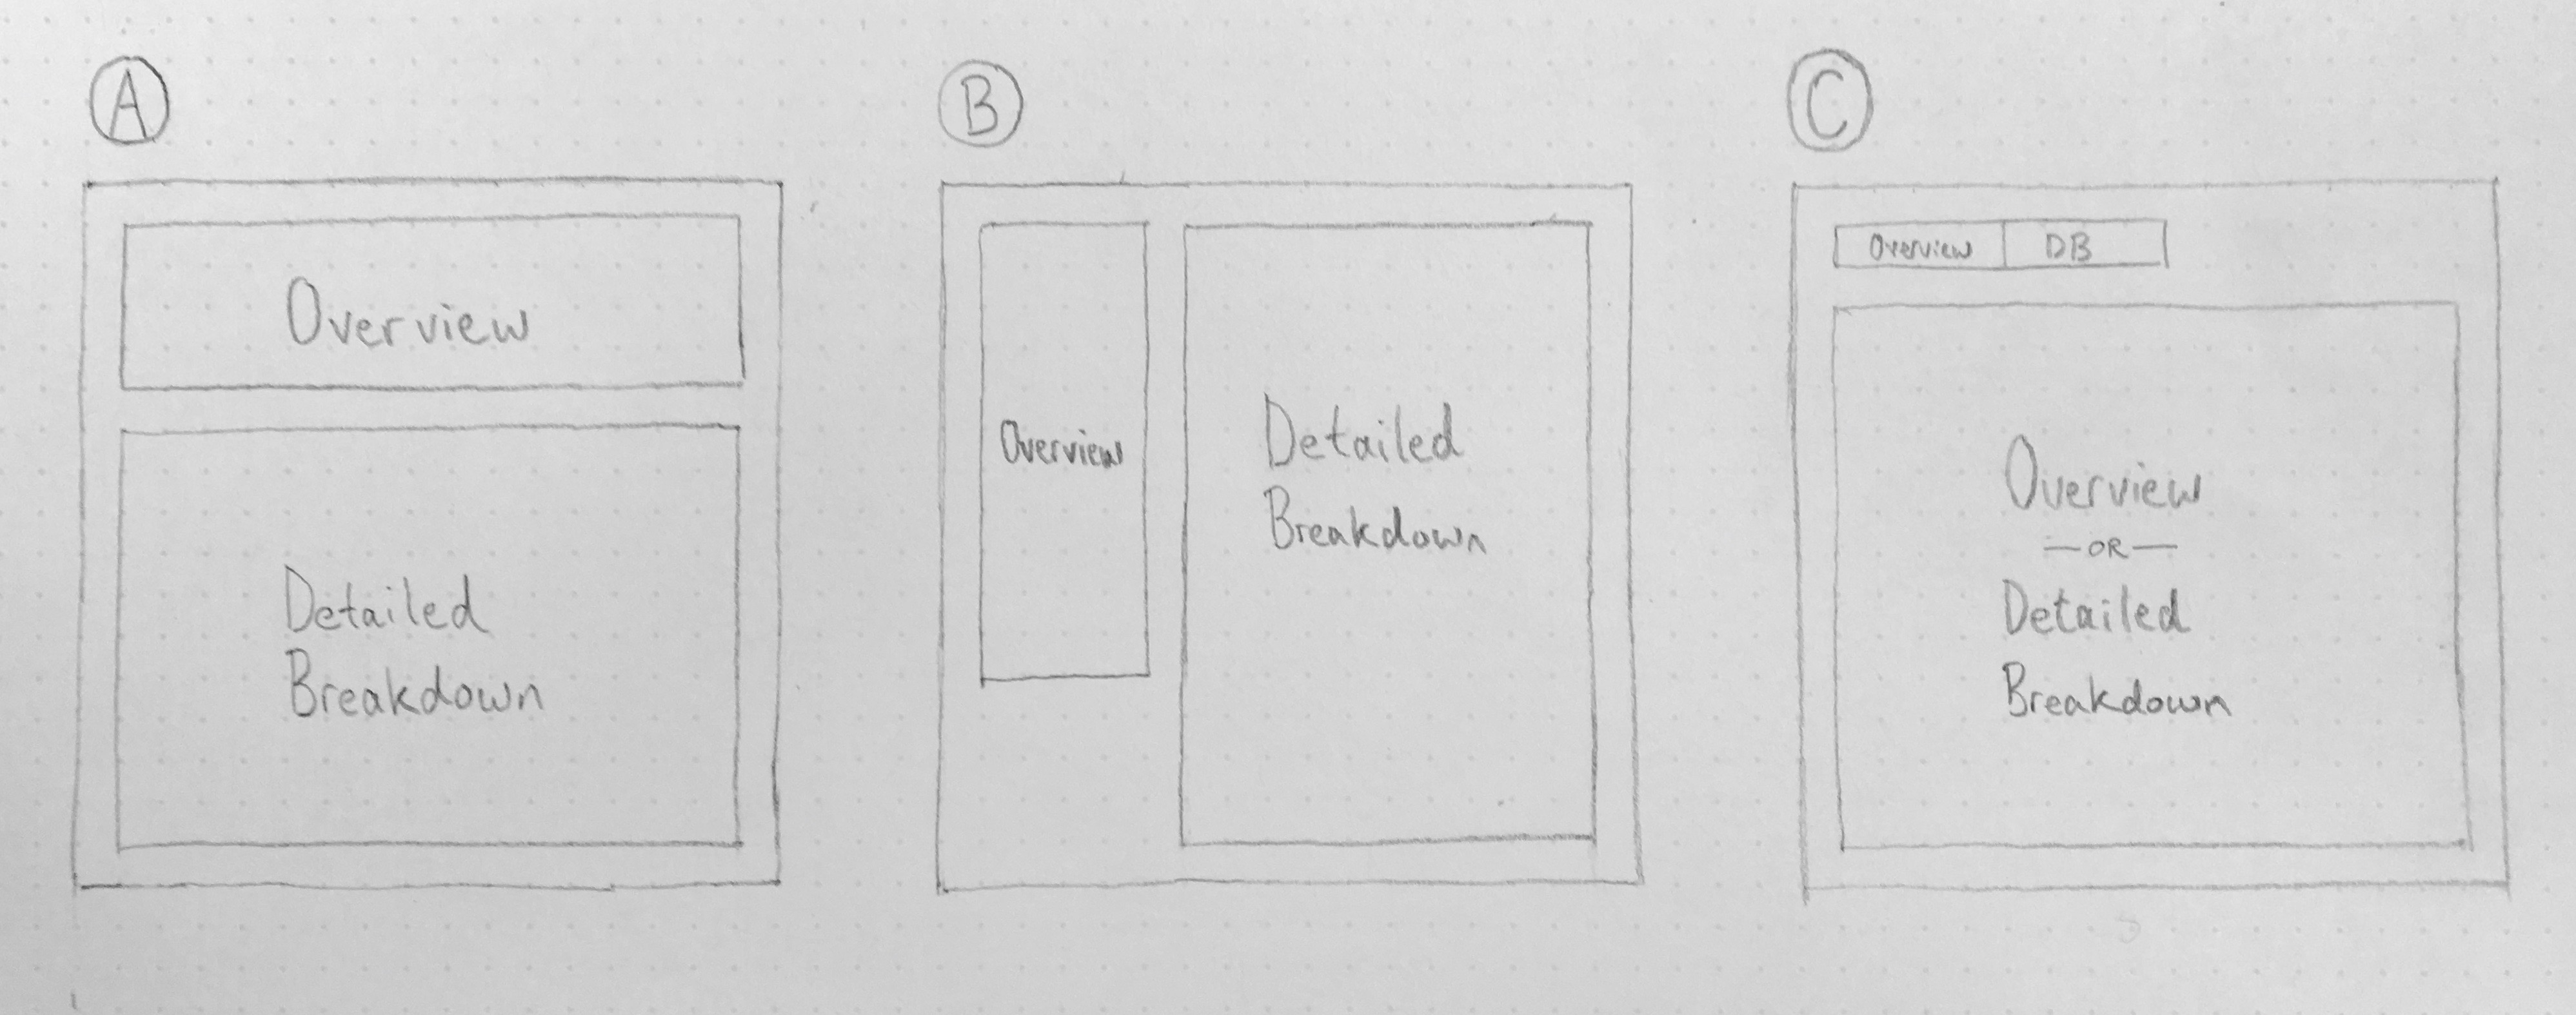 A
Overview
Detailed
Breakdown
B
Overview
Detailed
Breakdown
C
Overview DB
Overview
— OR —
Detailed
Breakdown